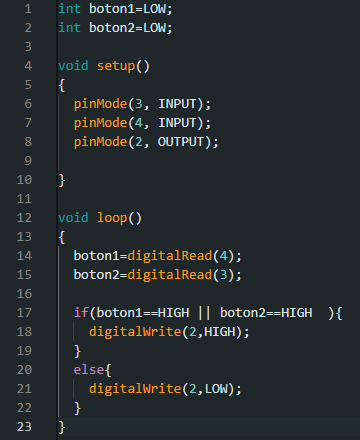 1 int boton1=LOW;
2 int boton2=LOW;
3
4 void setup()
5 {
6   pinMode(3, INPUT);
7   pinMode(4, INPUT);
8   pinMode(2, OUTPUT);
9
10 }
11
12 void loop()
13 {
14   boton1=digitalRead(4);
15   boton2=digitalRead(3);
16
17   if(boton1==HIGH || boton2==HIGH  ){
18     digitalWrite(2,HIGH);
19   }
20   else{
21     digitalWrite(2,LOW);
22   }
23 }